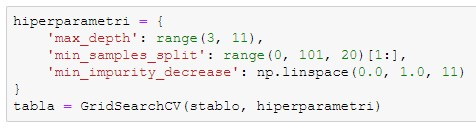 hiperparametri = {
    'max_depth': range(3, 11),
    'min_samples_split': range(0, 101, 20)[1:],
    'min_impurity_decrease': np.linspace(0.0, 1.0, 11)
}
tabla = GridSearchCV(stablo, hiperparametri)